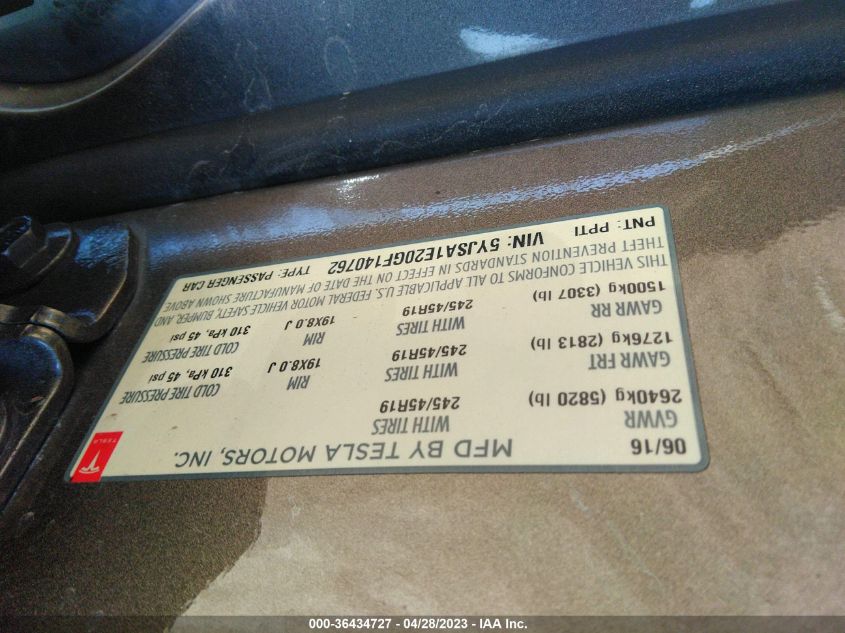 MFD BY TESLA MOTORS, INC.
TESLA
06/16
GVWR
2640kg (5820 lb)
WITH TIRES
245/45R19
GAWR FRT
1276kg (2813 lb)
WITH TIRES
245/45R19
RIM
19X8.0 J
COLD TIRE PRESSURE
310 kPa, 45 psi
GAWR RR
1500kg (3307 lb)
WITH TIRES
245/45R19
RIM
19X8.0 J
COLD TIRE PRESSURE
310 kPa, 45 psi
THIS VEHICLE CONFORMS TO ALL APPLICABLE U.S. FEDERAL MOTOR VEHICLE SAFETY, BUMPER, AND
THEFT PREVENTION STANDARDS IN EFFECT ON THE DATE OF MANUFACTURE SHOWN ABOVE
VIN: 5YJSA1E20GF140762 TYPE: PASSENGER CAR
PNT: PPTI
000-36434727 - 04/28/2023 - IAA Inc.